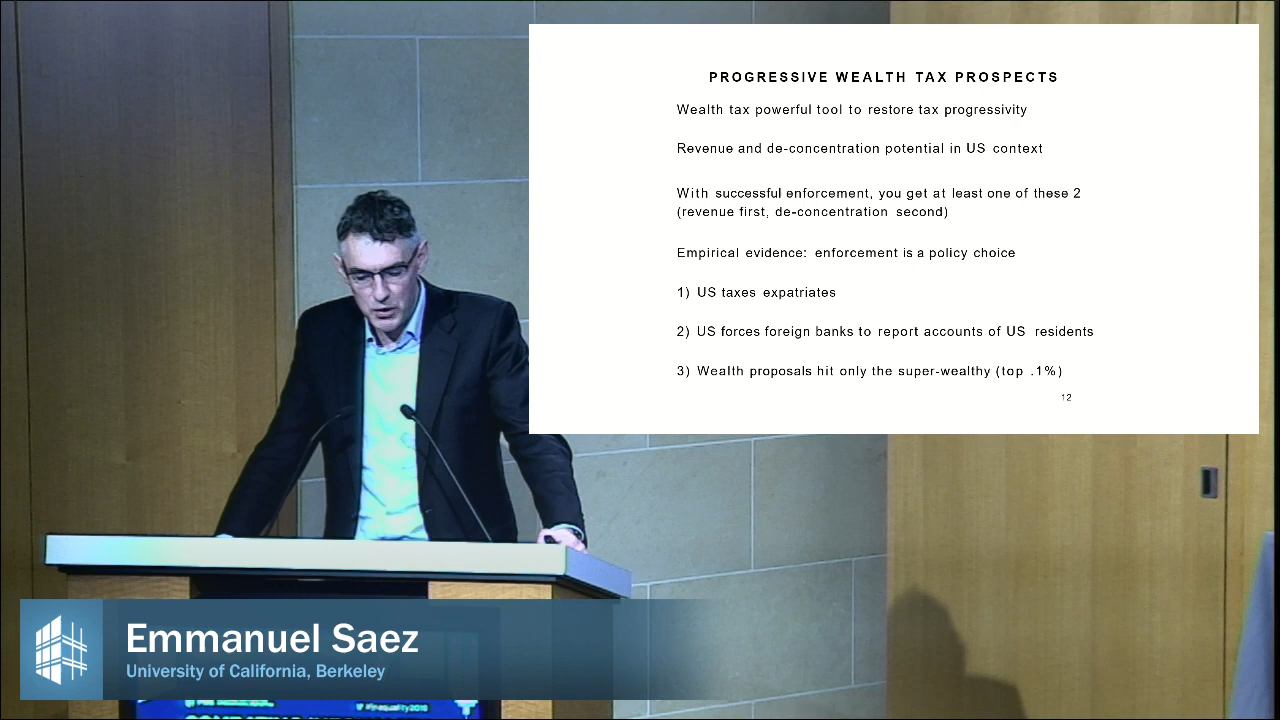 PROGRESSIVE WEALTH TAX PROSPECTS
Wealth tax powerful tool to restore tax progressivity
Revenue and de-concentration potential in US context
With successful enforcement, you get at least one of these 2
(revenue first, de-concentration second)
Empirical evidence: enforcement is a policy choice
1) US taxes expatriates
2) US forces foreign banks to report accounts of US residents
3) Wealth proposals hit only the super-wealthy (top .1%)
12
Emmanuel Saez
University of California, Berkeley